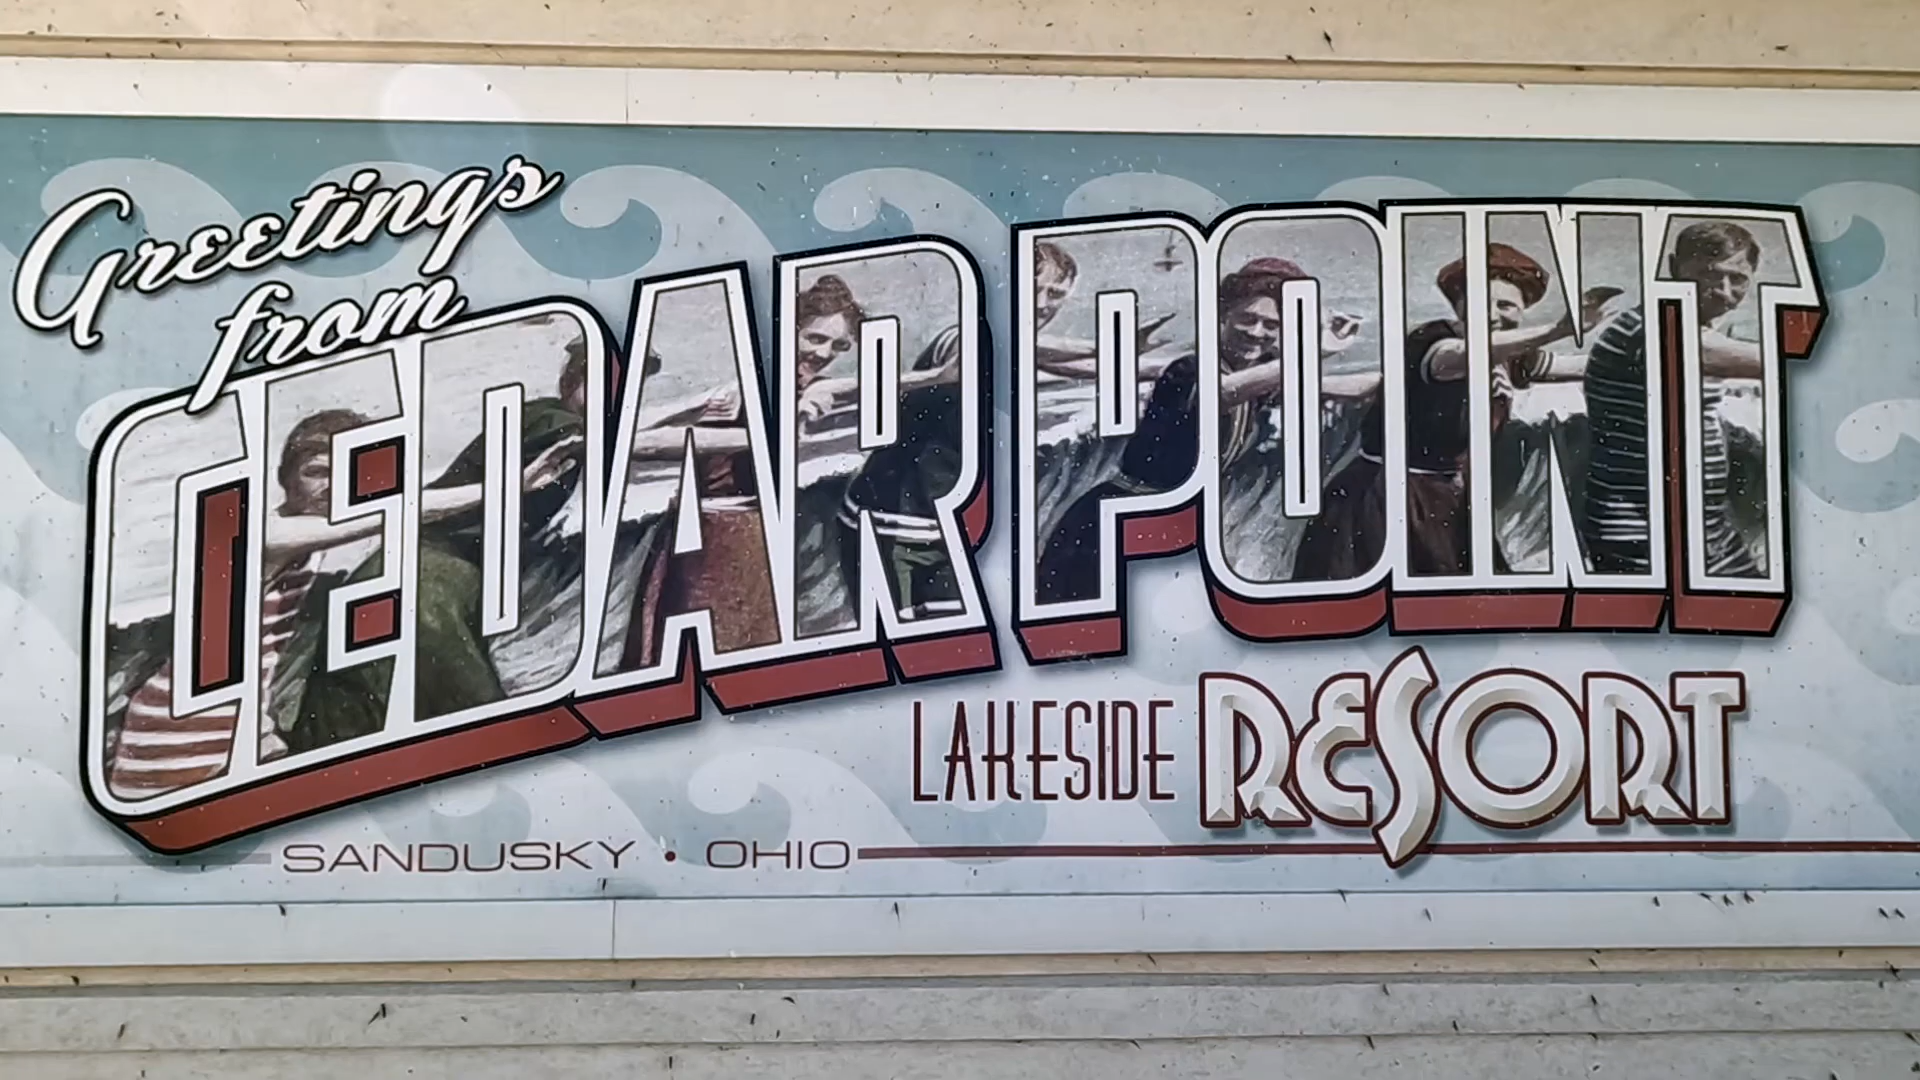 Greetings
from
CEDAR POINT
LAKESIDE RESORT
SANDUSKY • OHIO